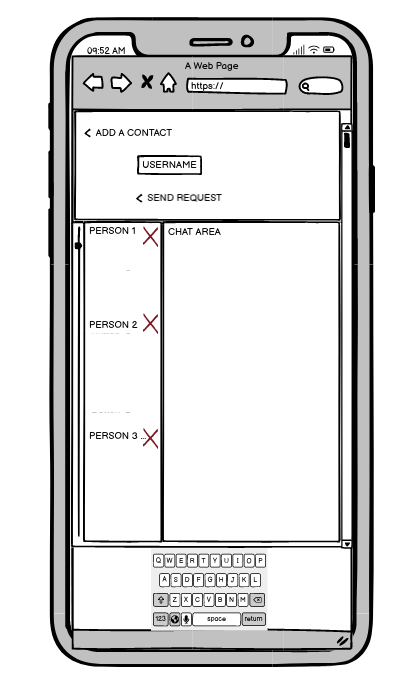 09:52 AM
A Web Page
https://
< ADD A CONTACT
USERNAME
< SEND REQUEST
PERSON 1
CHAT AREA
PERSON 2
PERSON 3
Q W E R T Y U I O P
A S D F G H J K L
Z X C V B N M
123 space return